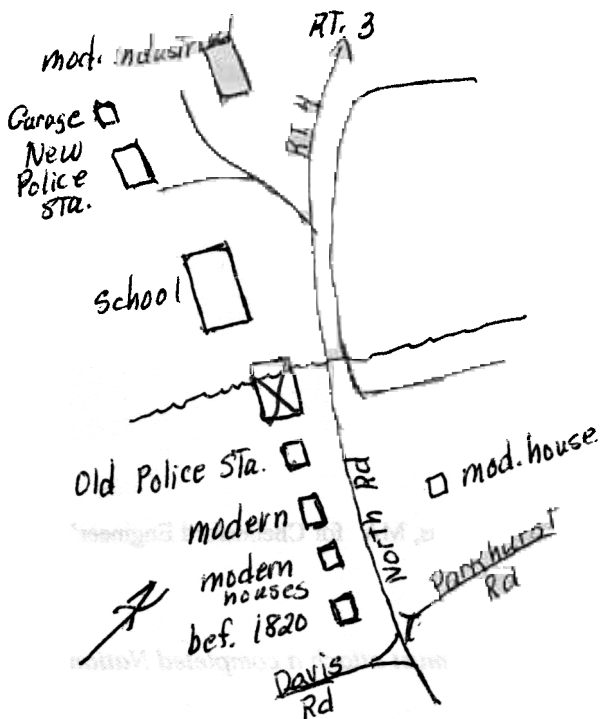 RT. 3
mod. industrial
RT 4
Garage
New
Police
Sta.
School
Old Police Sta.
mod. house.
North Rd
modern
modern
houses
Parkhurst
Rd
bef. 1820
Davis
Rd
N